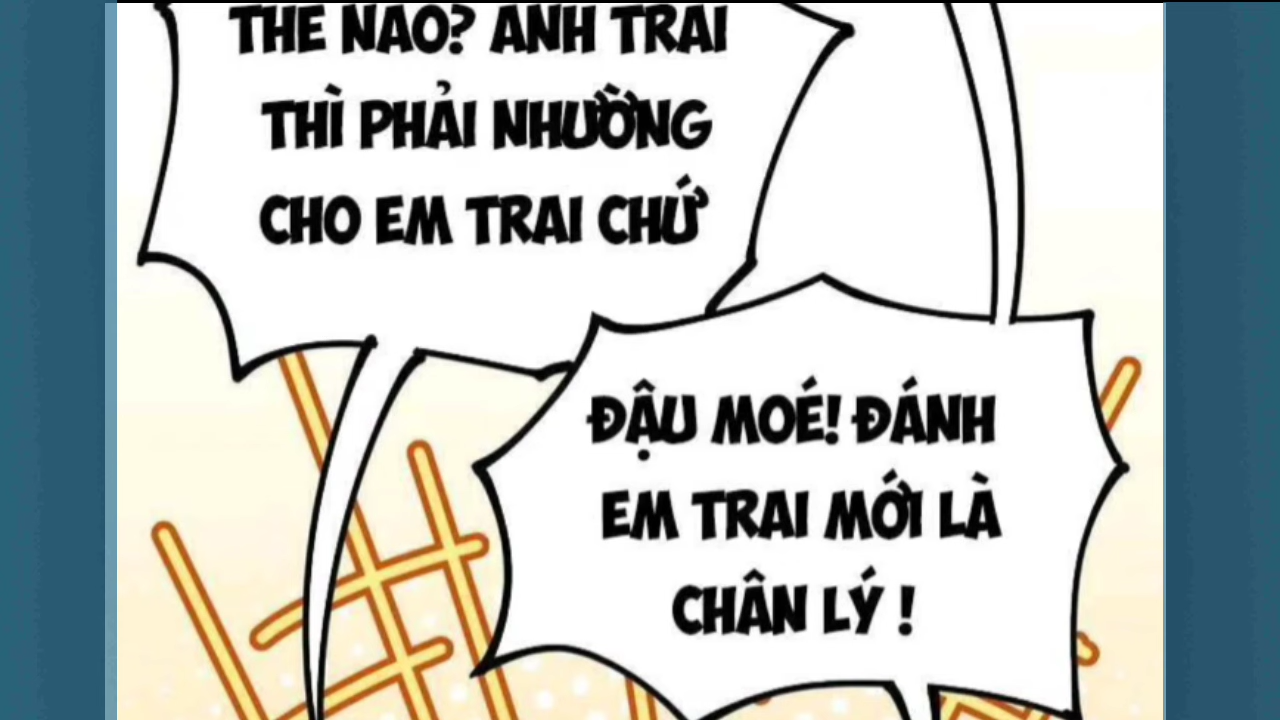 THẾ NÀO? ANH TRAI
THÌ PHẢI NHƯỜNG
CHO EM TRAI CHỨ
ĐẬU MOÉ! ĐÁNH
EM TRAI MỚI LÀ
CHÂN LÝ !